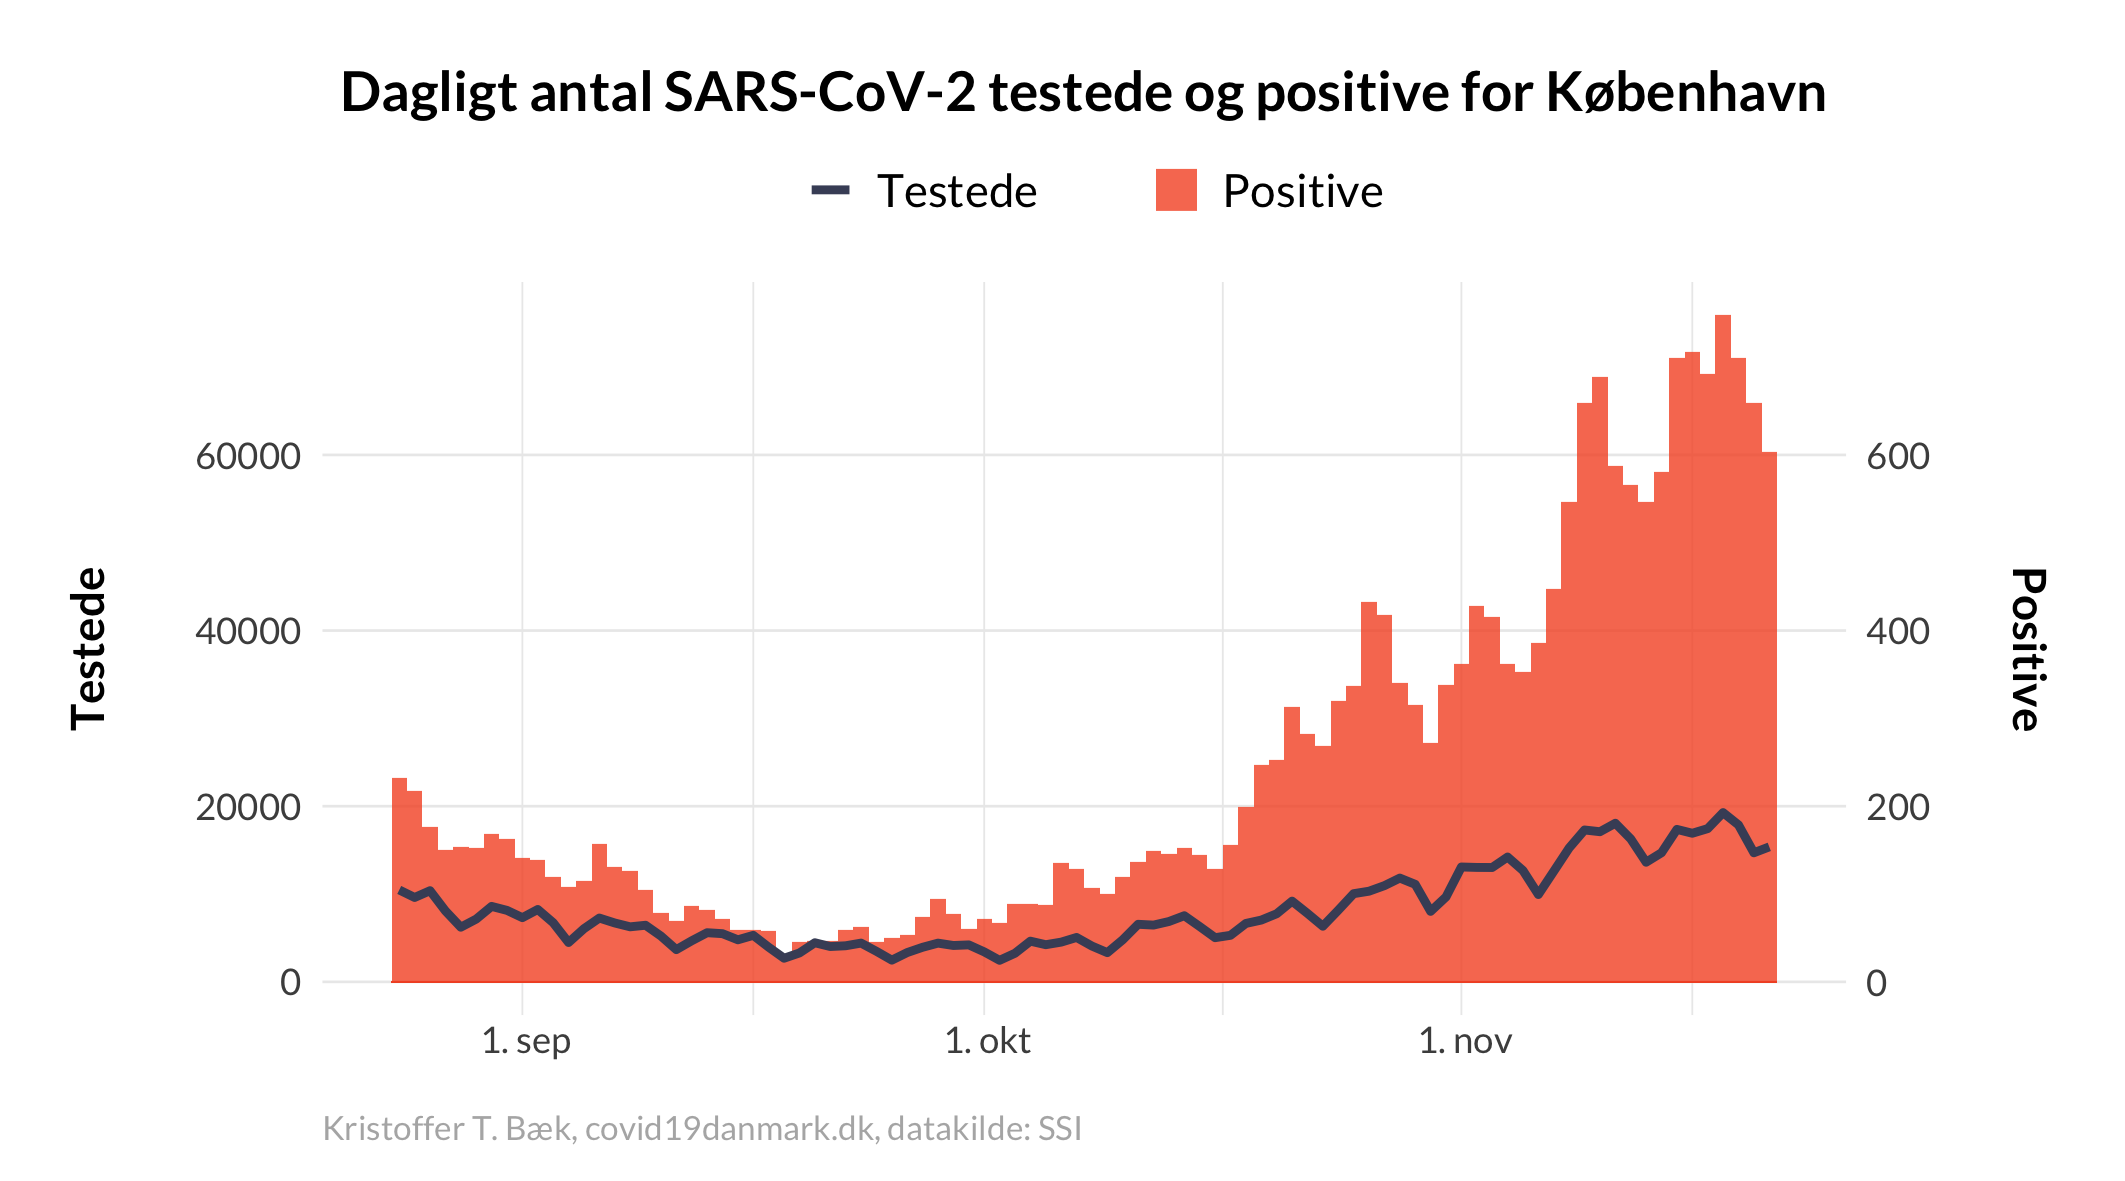 Dagligt antal SARS-CoV-2 testede og positive for København
Testede
Positive
60000
40000
20000
0
Testede
600
400
200
0
Positive
1. sep
1. okt
1. nov
Kristoffer T. Bæk, covid19danmark.dk, datakilde: SSI